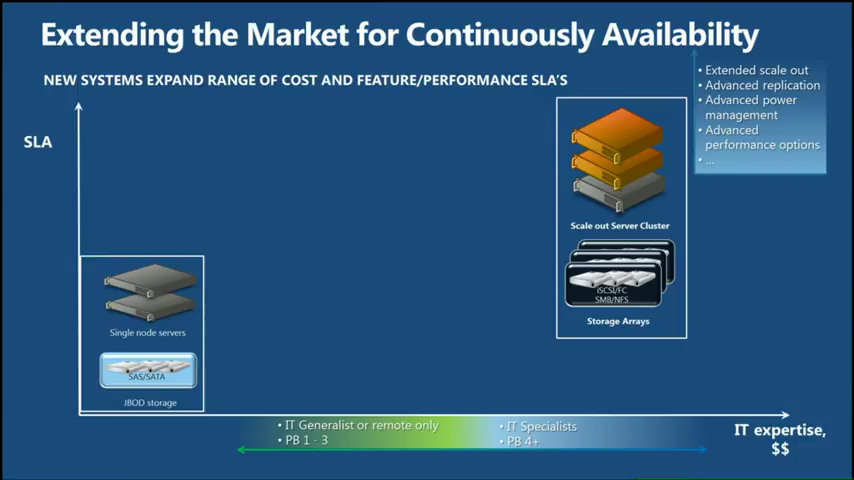 Extending the Market for Continuously Availability
NEW SYSTEMS EXPAND RANGE OF COST AND FEATURE/PERFORMANCE SLA'S
• Extended scale out
• Advanced replication
• Advanced power
management
• Advanced
performance options
• ...
SLA
Scale out Server Cluster
iSCSI/FC
SMB/NFS
Storage Arrays
Single node servers
SAS/SATA
JBOD storage
• IT Generalist or remote only
• PB 1 - 3
• IT Specialists
• PB 4+
IT expertise,
$$